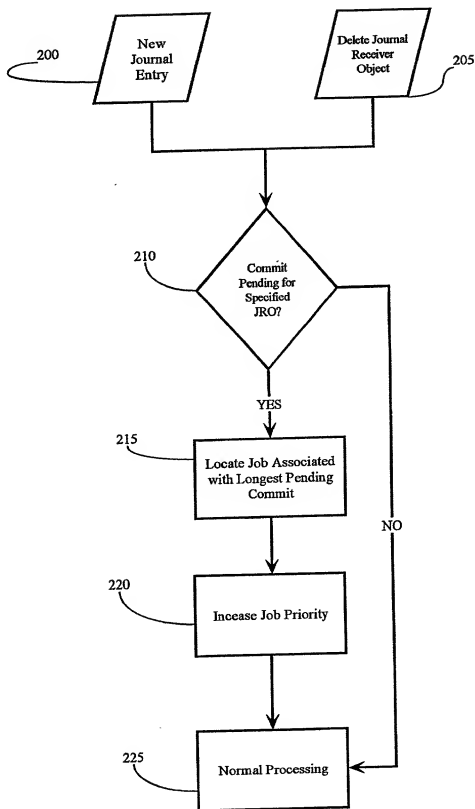 200
New
Journal
Entry
Delete Journal
Receiver
Object
205
210
Commit
Pending for
Specified
JRO?
YES
215
Locate Job Associated
with Longest Pending
Commit
NO
220
Incease Job Priority
225
Normal Processing